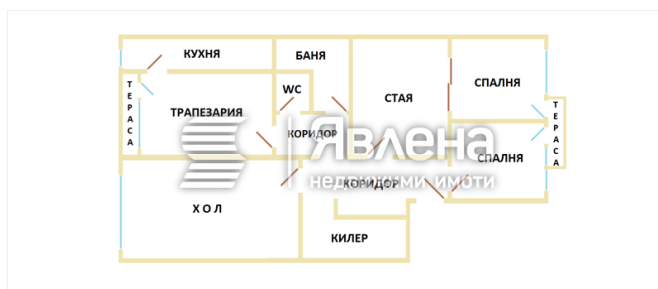 КУХНЯ
БАНЯ
СПАЛНЯ
ТЕРАСА
ТРАПЕЗАРИЯ
WC
СТАЯ
ТЕРАСА
КОРИДОР
Явлена
недвижими имоти
СПАЛНЯ
КОРИДОР
ХОЛ
КИЛЕР